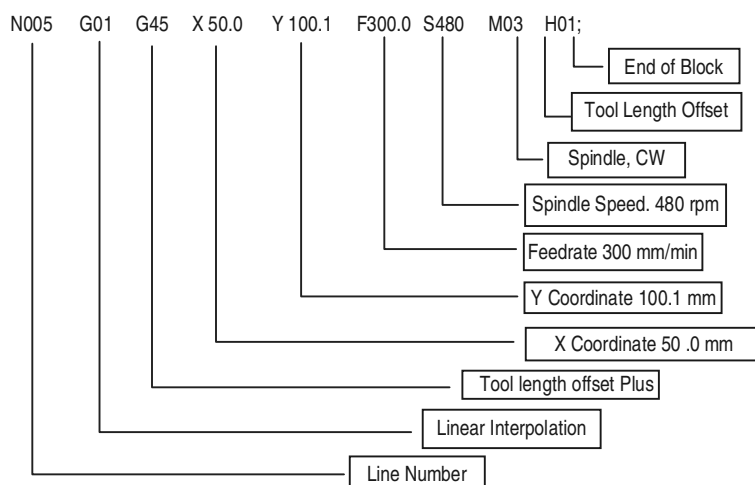 N005 G01 G45 X 50.0 Y 100.1 F300.0 S480 M03 H01;
End of Block
Tool Length Offset
Spindle, CW
Spindle Speed. 480 rpm
Feedrate 300 mm/min
Y Coordinate 100.1 mm
X Coordinate 50 .0 mm
Tool length offset Plus
Linear Interpolation
Line Number